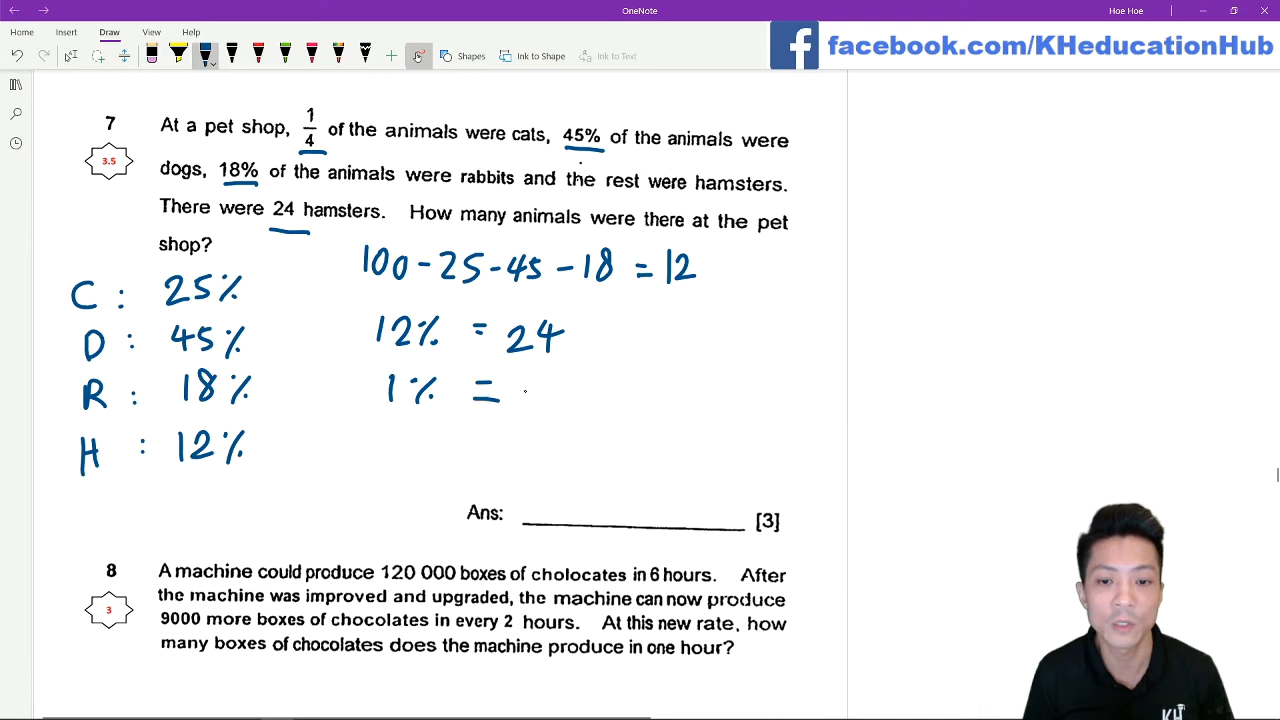 OneNote
Hoe Hoe
Home Insert Draw View Help
Shapes Ink to Shape Ink to Text
facebook.com/KHeducationHub
7 At a pet shop, 1/4 of the animals were cats, 45% of the animals were
3.5
dogs, 18% of the animals were rabbits and the rest were hamsters.
There were 24 hamsters. How many animals were there at the pet
shop?
100 - 25 - 45 - 18 = 12
C : 25%
12% = 24
D : 45%
1% =
R : 18%
H : 12%
Ans: ____________ [3]
8 A machine could produce 120 000 boxes of cholocates in 6 hours. After
3
the machine was improved and upgraded, the machine can now produce
9000 more boxes of chocolates in every 2 hours. At this new rate, how
many boxes of chocolates does the machine produce in one hour?
KH